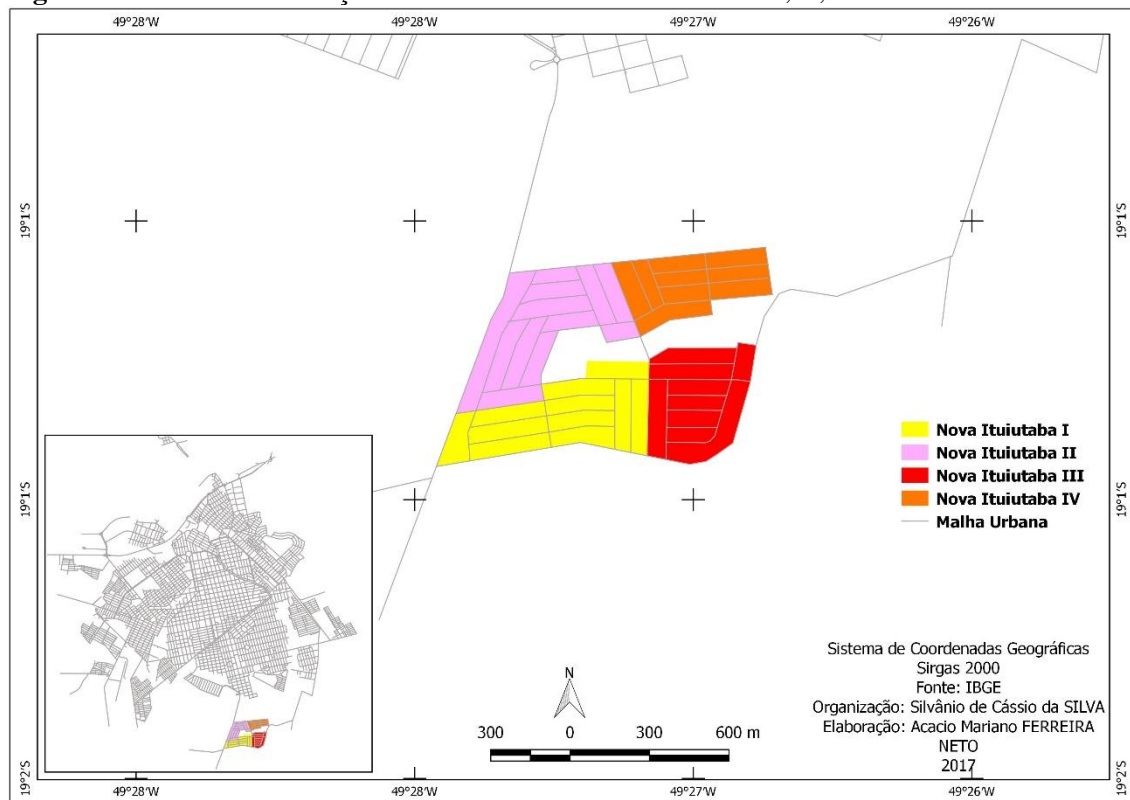 49°28'W 49°28'W 49°27'W 49°26'W
19°1'S 19°1'S
Nova Ituiutaba I
Nova Ituiutaba II
Nova Ituiutaba III
Nova Ituiutaba IV
Malha Urbana
19°1'S 19°1'S
N
300 0 300 600 m
Sistema de Coordenadas Geográficas
Sirgas 2000
Fonte: IBGE
Organização: Silvânio de Cássio da SILVA
Elaboração: Acacio Mariano FERREIRA
NETO
2017
19°2'S 19°2'S
49°28'W 49°28'W 49°27'W 49°26'W